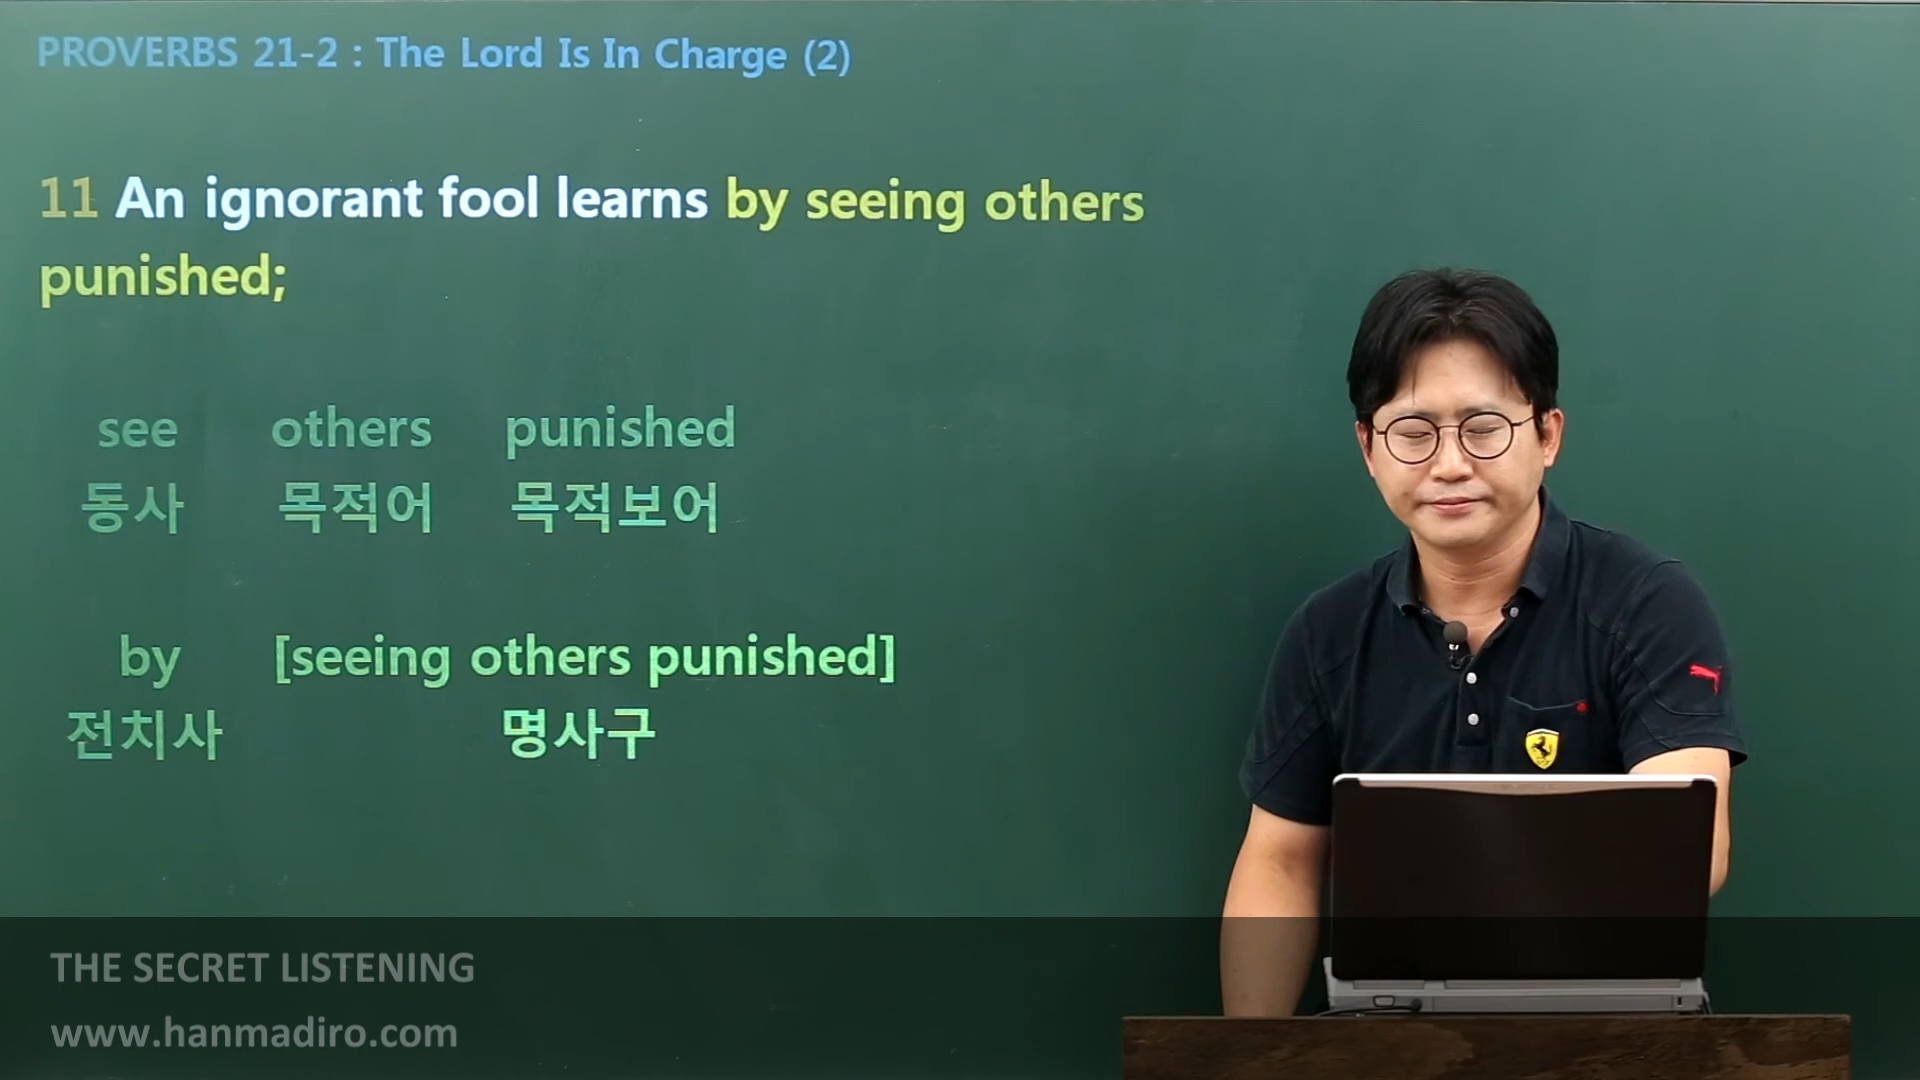 PROVERBS 21-2 : The Lord Is In Charge (2)
11 An ignorant fool learns by seeing others
punished;
see others punished
동사 목적어 목적보어
by [seeing others punished]
전치사 명사구
THE SECRET LISTENING
www.hanmadiro.com